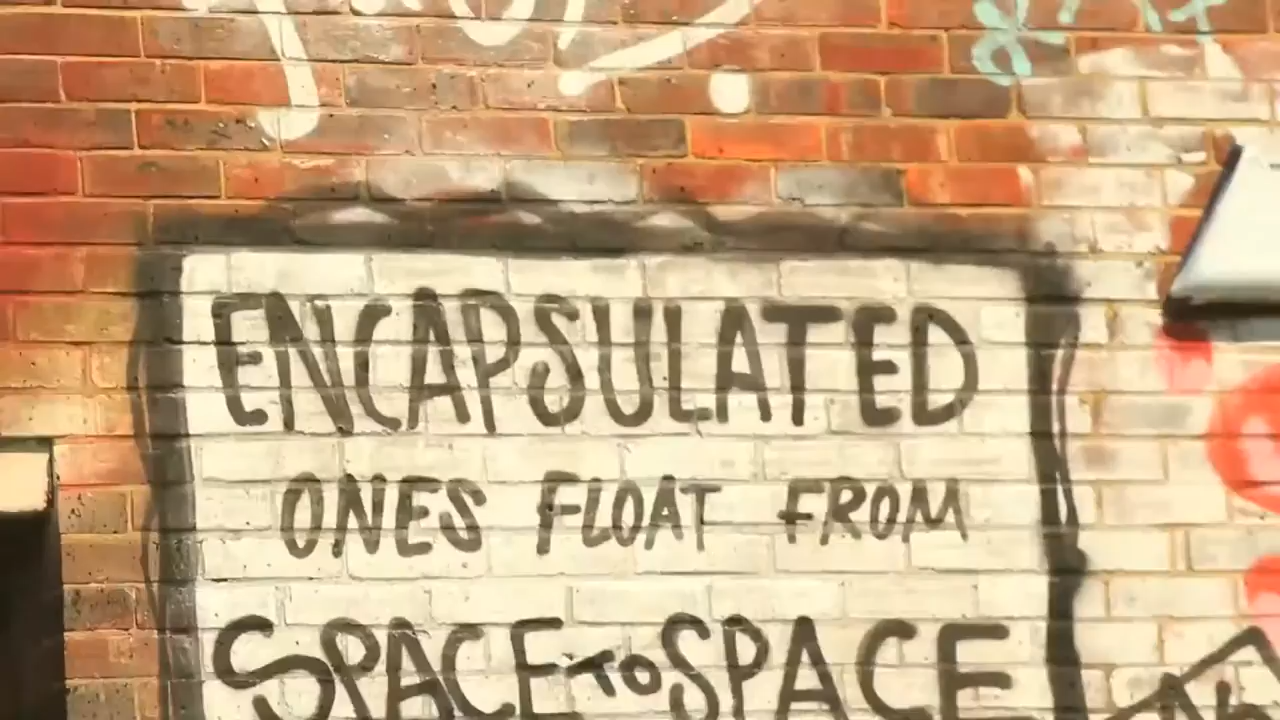 ENCAPSULATED
ONES FLOAT FROM
SPACE TO SPACE